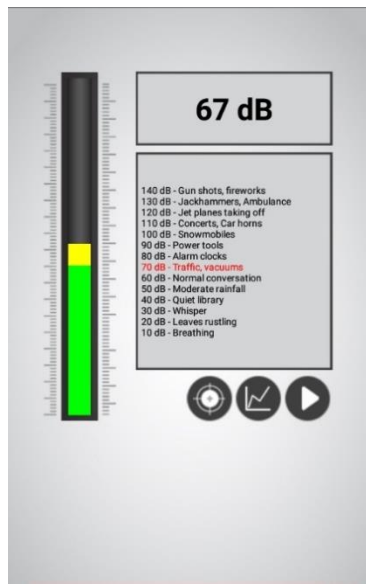 67 dB
140 dB - Gun shots, fireworks
130 dB - Jackhammers, Ambulance
120 dB - Jet planes taking off
110 dB - Concerts, Car horns
100 dB - Snowmobiles
90 dB - Power tools
80 dB - Alarm clocks
70 dB - Traffic, vacuums
60 dB - Normal conversation
50 dB - Moderate rainfall
40 dB - Quiet library
30 dB - Whisper
20 dB - Leaves rustling
10 dB - Breathing